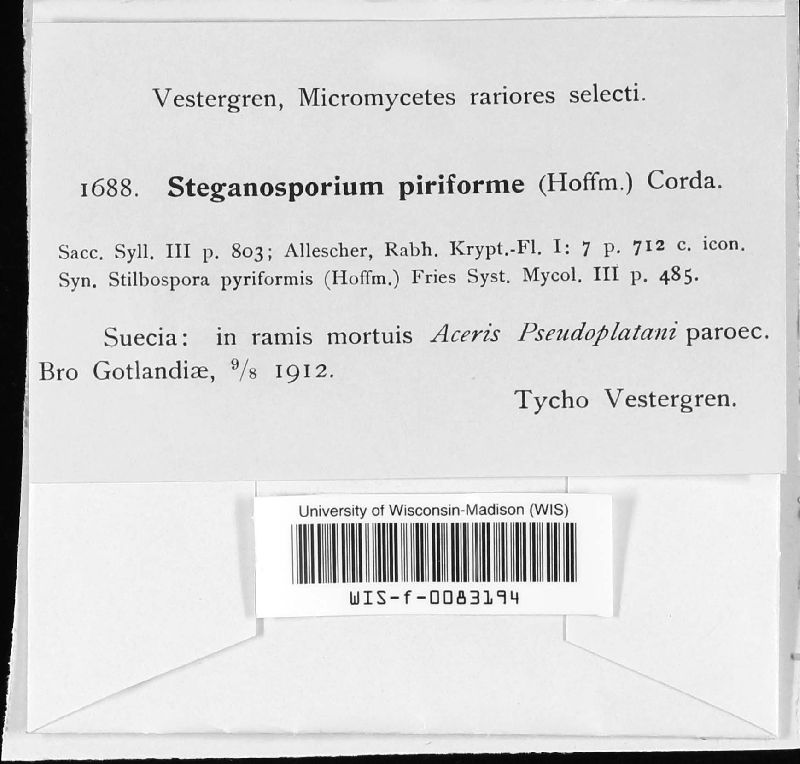 Vestergren, Micromycetes rariores selecti.
1688. Steganosporium piriforme (Hoffm.) Corda.
Sacc. Syll. III p. 803; Allescher, Rabh. Krypt.-Fl. I: 7 p. 712 c. icon.
Syn. Stilbospora pyriformis (Hoffm.) Fries Syst. Mycol. III p. 485.
Suecia: in ramis mortuis Aceris Pseudoplatani paroec.
Bro Gotlandiæ, 9/8 1912.
Tycho Vestergren.
University of Wisconsin-Madison (WIS)
WIS-f-0083194